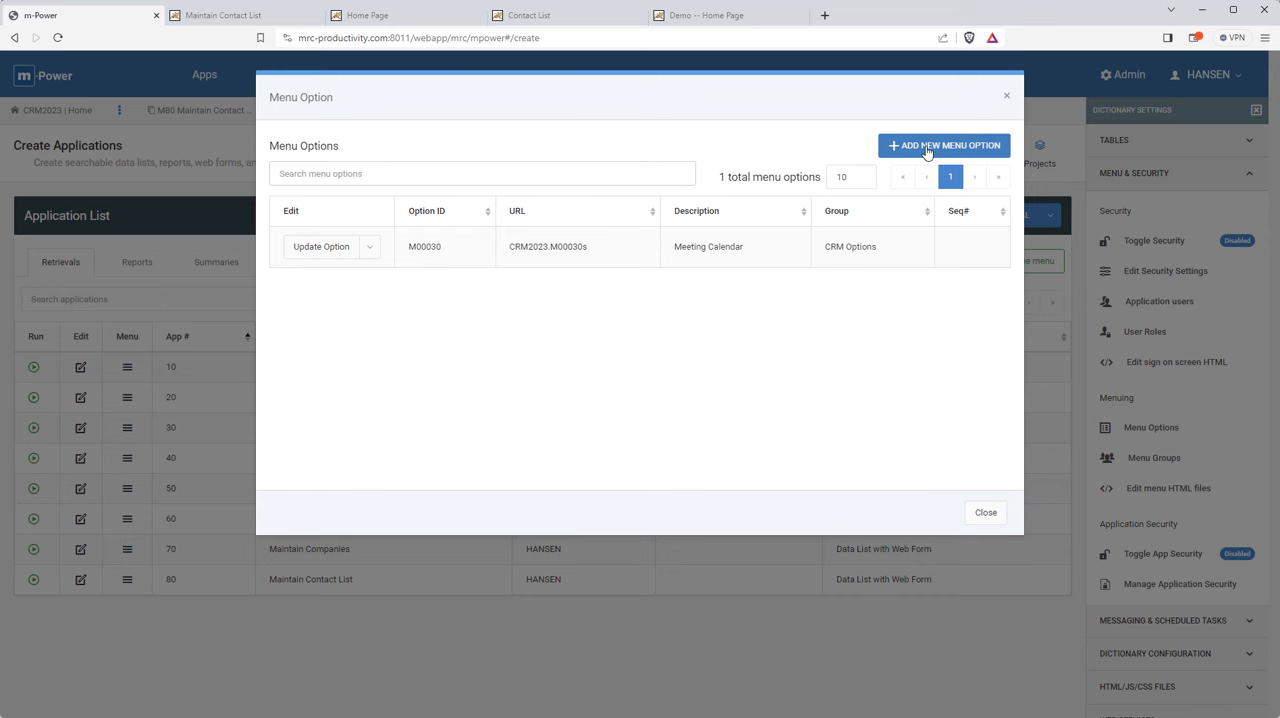 m-Power
Maintain Contact List
Home Page
Contact List
Demo -- Home Page
mrc-productivity.com:8011/webapp/mrc/mpower#/create
VPN
m-Power
Apps
Admin
HANSEN
CRM2023 | Home
M80 Maintain Contact ...
Create Applications
Create searchable data lists, reports, web forms, an
Projects
Application List
Retrievals
Reports
Summaries
Search applications
Run
Edit
Menu
App #
10
20
30
40
50
60
70
Maintain Companies
HANSEN
Data List with Web Form
80
Maintain Contact List
HANSEN
Data List with Web Form
Menu Option
×
Menu Options
ADD NEW MENU OPTION
Search menu options
1 total menu options
10
« ‹ 1 › »
Edit
Option ID
URL
Description
Group
Seq#
Update Option
M00030
CRM2023.M00030s
Meeting Calendar
CRM Options
Close
DICTIONARY SETTINGS
TABLES
MENU & SECURITY
Security
Toggle Security
Disabled
Edit Security Settings
Application users
User Roles
Edit sign on screen HTML
Menuing
Menu Options
Menu Groups
Edit menu HTML files
Application Security
Toggle App Security
Disabled
Manage Application Security
MESSAGING & SCHEDULED TASKS
DICTIONARY CONFIGURATION
HTML/JS/CSS FILES